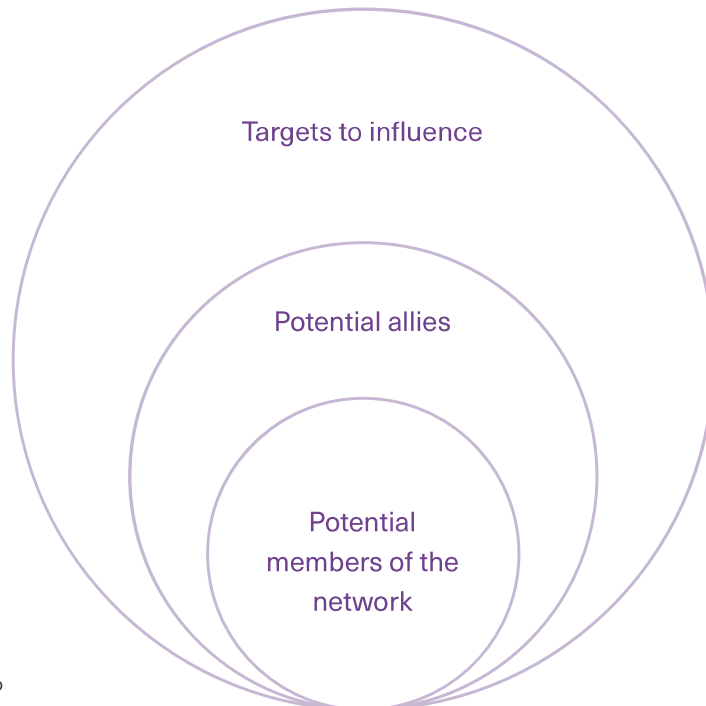 Targets to influence
Potential allies
Potential
members of the
network